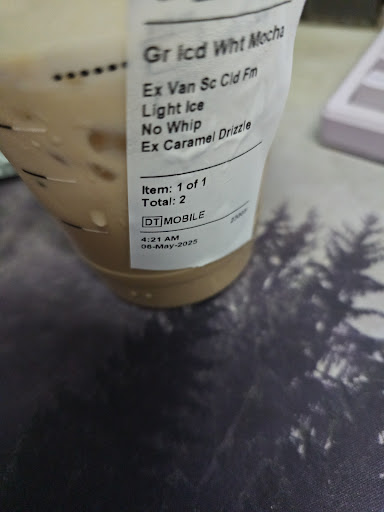 Gr Icd Wht Mocha
Ex Van Sc Cld Fm
Light Ice
No Whip
Ex Caramel Drizzle
Item: 1 of 1
Total: 2
DT MOBILE
4:21 AM
06-May-2025